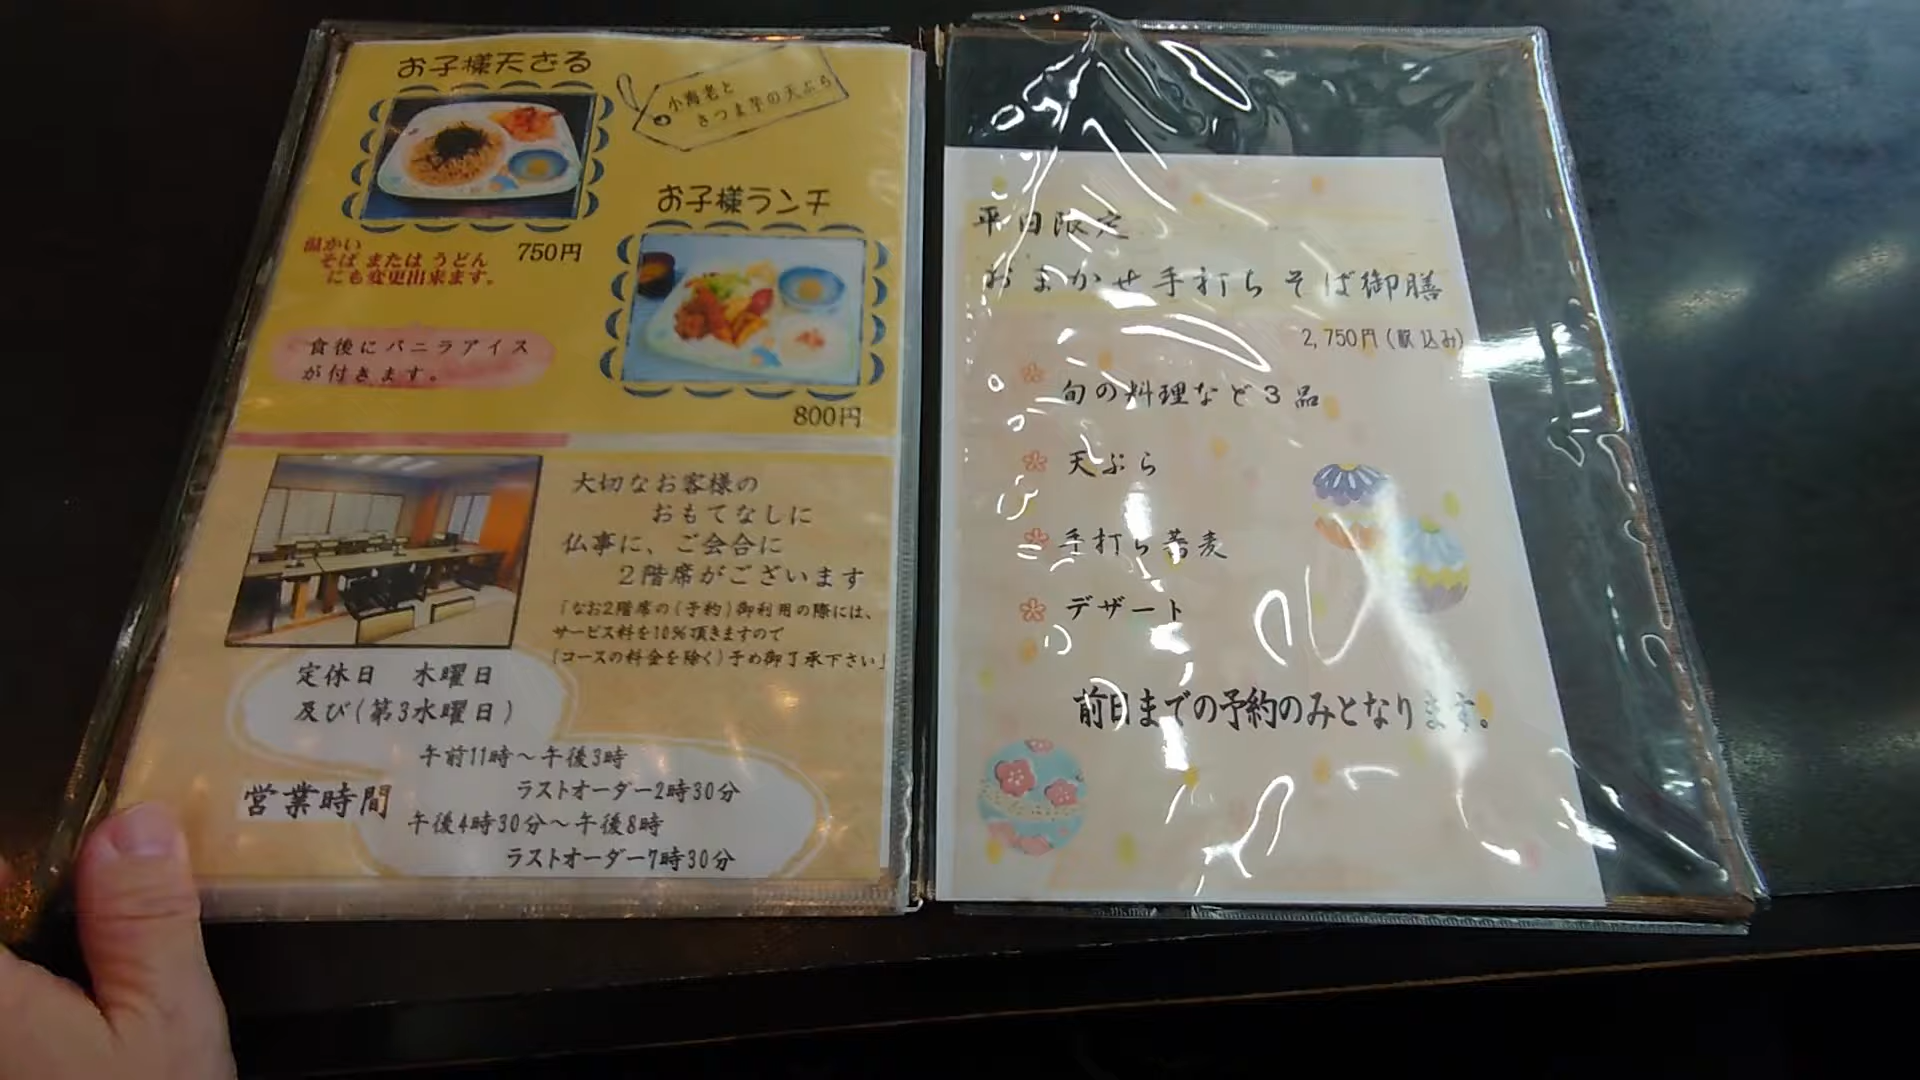 お子様天ざる
小海老と
さつま芋の天ぷら
温かい
そば または うどん
にも変更出来ます。
750円
お子様ランチ
食後にバニラアイス
が付きます。
800円
大切なお客様の
おもてなしに
仏事に、ご会合に
2階席がございます
「なお2階席の(予約)御利用の際には、
サービス料を10%頂きますので
(コースの料金を除く)予め御了承下さい」
定休日 木曜日
及び(第3水曜日)
営業時間
午前11時～午後3時
ラストオーダー2時30分
午後4時30分～午後8時
ラストオーダー7時30分
平日限定
おまかせ手打ちそば御膳
2,750円(税込み)
旬の料理など3品
天ぷら
手打ち蕎麦
デザート
前日までの予約のみとなります。